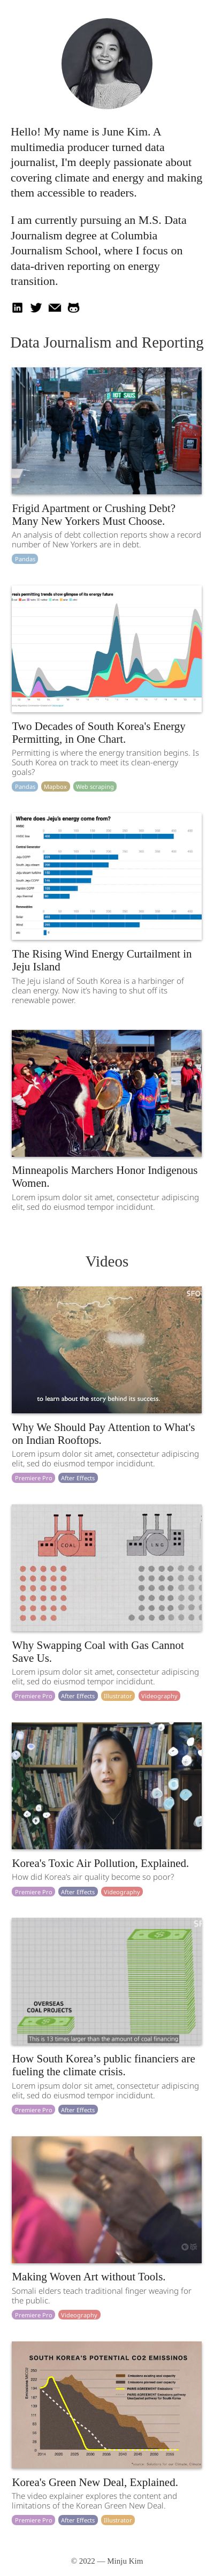 Hello! My name is June Kim. A
multimedia producer turned data
journalist, I'm deeply passionate about
covering climate and energy and making
them accessible to readers.
I am currently pursuing an M.S. Data
Journalism degree at Columbia
Journalism School, where I focus on
data-driven reporting on energy
transition.
Data Journalism and Reporting
HOT SALDS
Frigid Apartment or Crushing Debt?
Many New Yorkers Must Choose.
An analysis of debt collection reports show a record
number of New Yorkers are in debt.
Pandas
rea's permitting trends show glimpses of its energy future
Two Decades of South Korea's Energy
Permitting, in One Chart.
Permitting is where the energy transition begins. Is
South Korea on track to meet its clean-energy
goals?
Pandas Mapbox Web scraping
Where does Jeju's energy come from?
The Rising Wind Energy Curtailment in
Jeju Island
The Jeju island of South Korea is a harbinger of
clean energy. Now it's having to shut off its
renewable power.
Minneapolis Marchers Honor Indigenous
Women.
Lorem ipsum dolor sit amet, consectetur adipiscing
elit, sed do eiusmod tempor incididunt.
Videos
SFO
to learn about the story behind its success.
Why We Should Pay Attention to What's
on Indian Rooftops.
Lorem ipsum dolor sit amet, consectetur adipiscing
elit, sed do eiusmod tempor incididunt.
Premiere Pro After Effects
COAL LNG
Why Swapping Coal with Gas Cannot
Save Us.
Lorem ipsum dolor sit amet, consectetur adipiscing
elit, sed do eiusmod tempor incididunt.
Premiere Pro After Effects Illustrator Videography
Korea's Toxic Air Pollution, Explained.
How did Korea's air quality become so poor?
Premiere Pro After Effects Videography
OVERSEAS
COAL PROJECTS
This is 13 times larger than the amount of coal financing
How South Korea’s public financiers are
fueling the climate crisis.
Lorem ipsum dolor sit amet, consectetur adipiscing
elit, sed do eiusmod tempor incididunt.
Premiere Pro After Effects
Making Woven Art without Tools.
Somali elders teach traditional finger weaving for
the public.
Premiere Pro Videography
SOUTH KOREA'S POTENTIAL CO2 EMISSINOS
Korea's Green New Deal, Explained.
The video explainer explores the content and
limitations of the Korean Green New Deal.
Premiere Pro After Effects Illustrator
© 2022 — Minju Kim